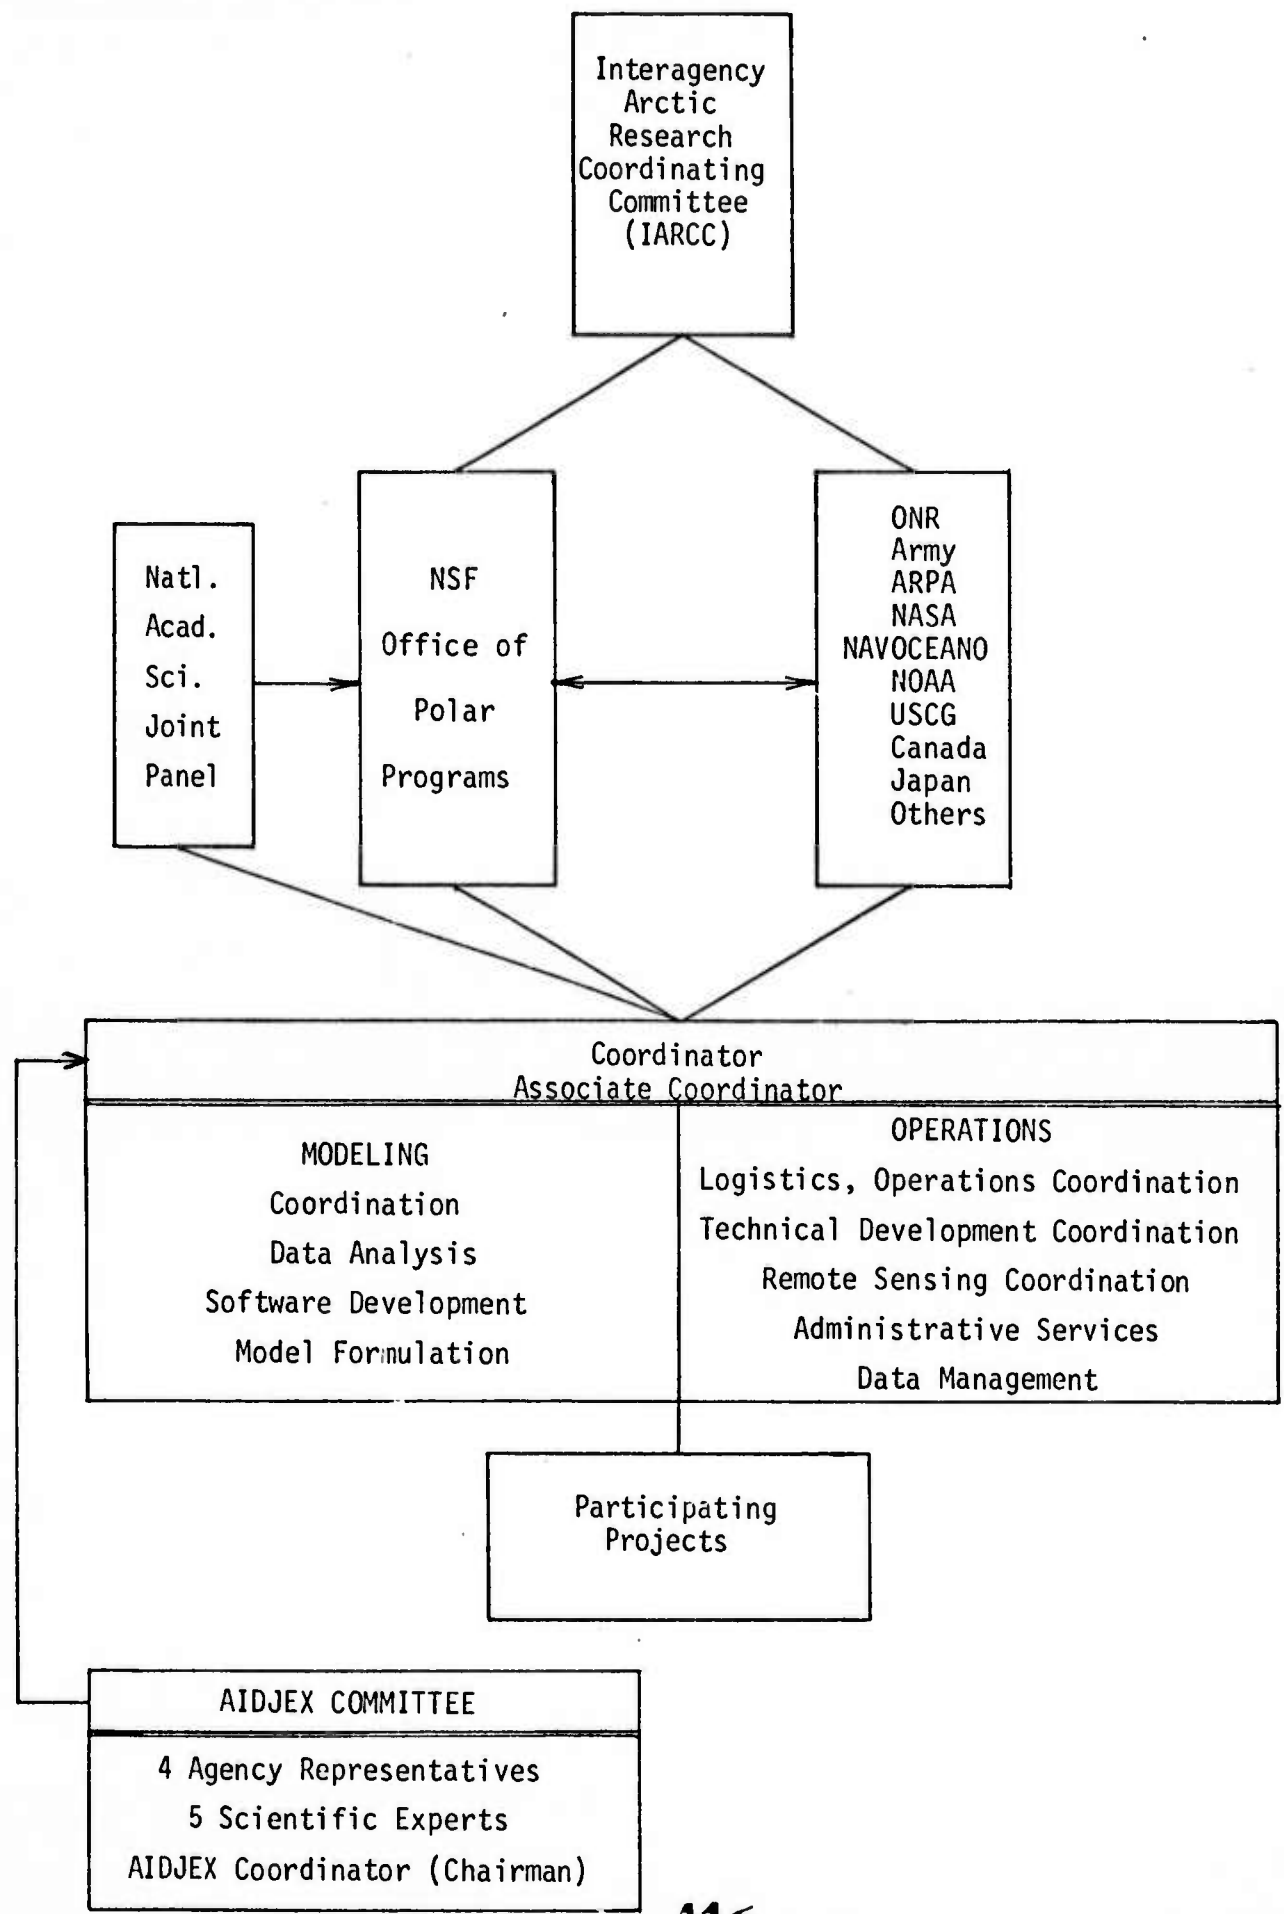 Interagency
Arctic
Research
Coordinating
Committee
(IARCC)
Natl.
Acad.
Sci.
Joint
Panel
NSF
Office of
Polar
Programs
ONR
Army
ARPA
NASA
NAVOCEANO
NOAA
USCG
Canada
Japan
Others
Coordinator
Associate Coordinator
MODELING
Coordination
Data Analysis
Software Development
Model Formulation
OPERATIONS
Logistics, Operations Coordination
Technical Development Coordination
Remote Sensing Coordination
Administrative Services
Data Management
Participating
Projects
AIDJEX COMMITTEE
4 Agency Representatives
5 Scientific Experts
AIDJEX Coordinator (Chairman)